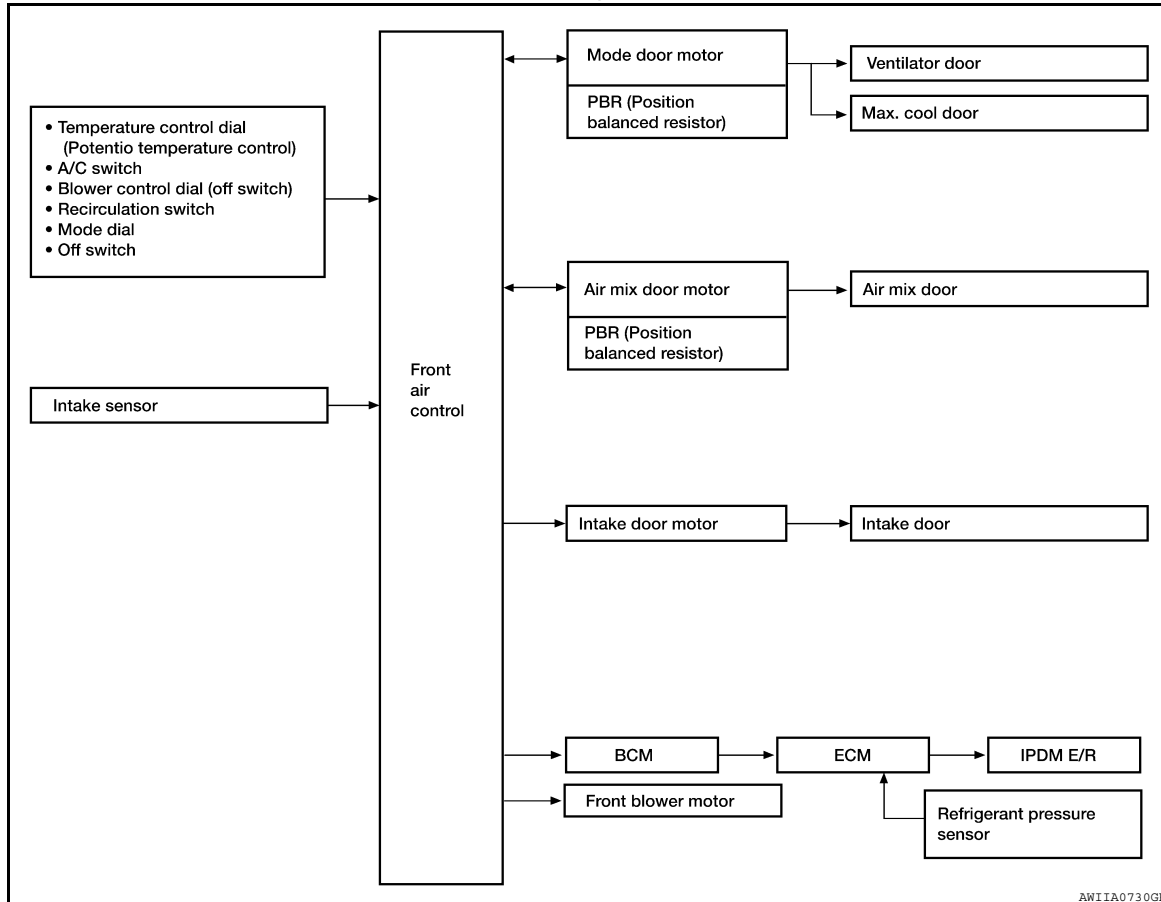 • Temperature control dial
(Potentio temperature control)
• A/C switch
• Blower control dial (off switch)
• Recirculation switch
• Mode dial
• Off switch
Intake sensor
Front
air
control
Mode door motor
PBR (Position
balanced resistor)
Ventilator door
Max. cool door
Air mix door motor
PBR (Position
balanced resistor)
Air mix door
Intake door motor
Intake door
BCM
ECM
IPDM E/R
Front blower motor
Refrigerant pressure
sensor